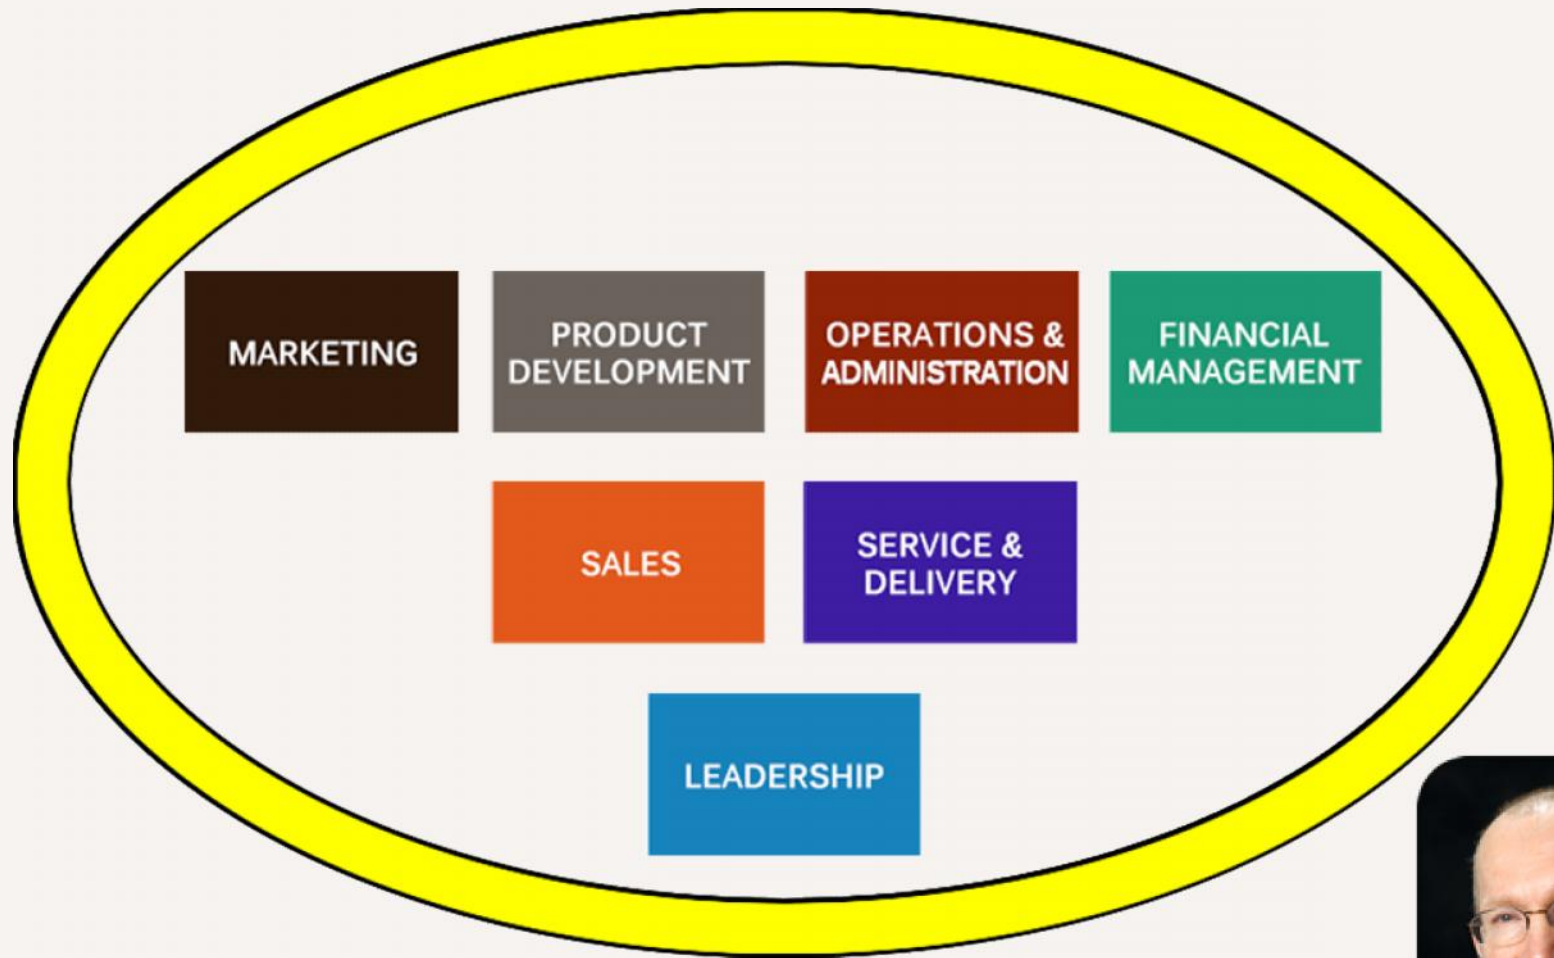 MARKETING
PRODUCT
DEVELOPMENT
OPERATIONS &
ADMINISTRATION
FINANCIAL
MANAGEMENT
SALES
SERVICE &
DELIVERY
LEADERSHIP